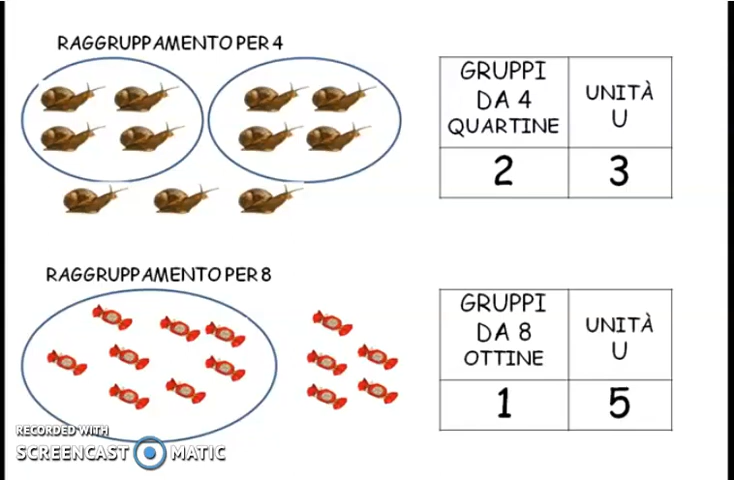 RAGGRUPPAMENTO PER 4
GRUPPI
DA 4
QUARTINE
UNITÀ
U
2
3
RAGGRUPPAMENTO PER 8
GRUPPI
DA 8
OTTINE
UNITÀ
U
1
5
RECORDED WITH
SCREENCAST MATIC